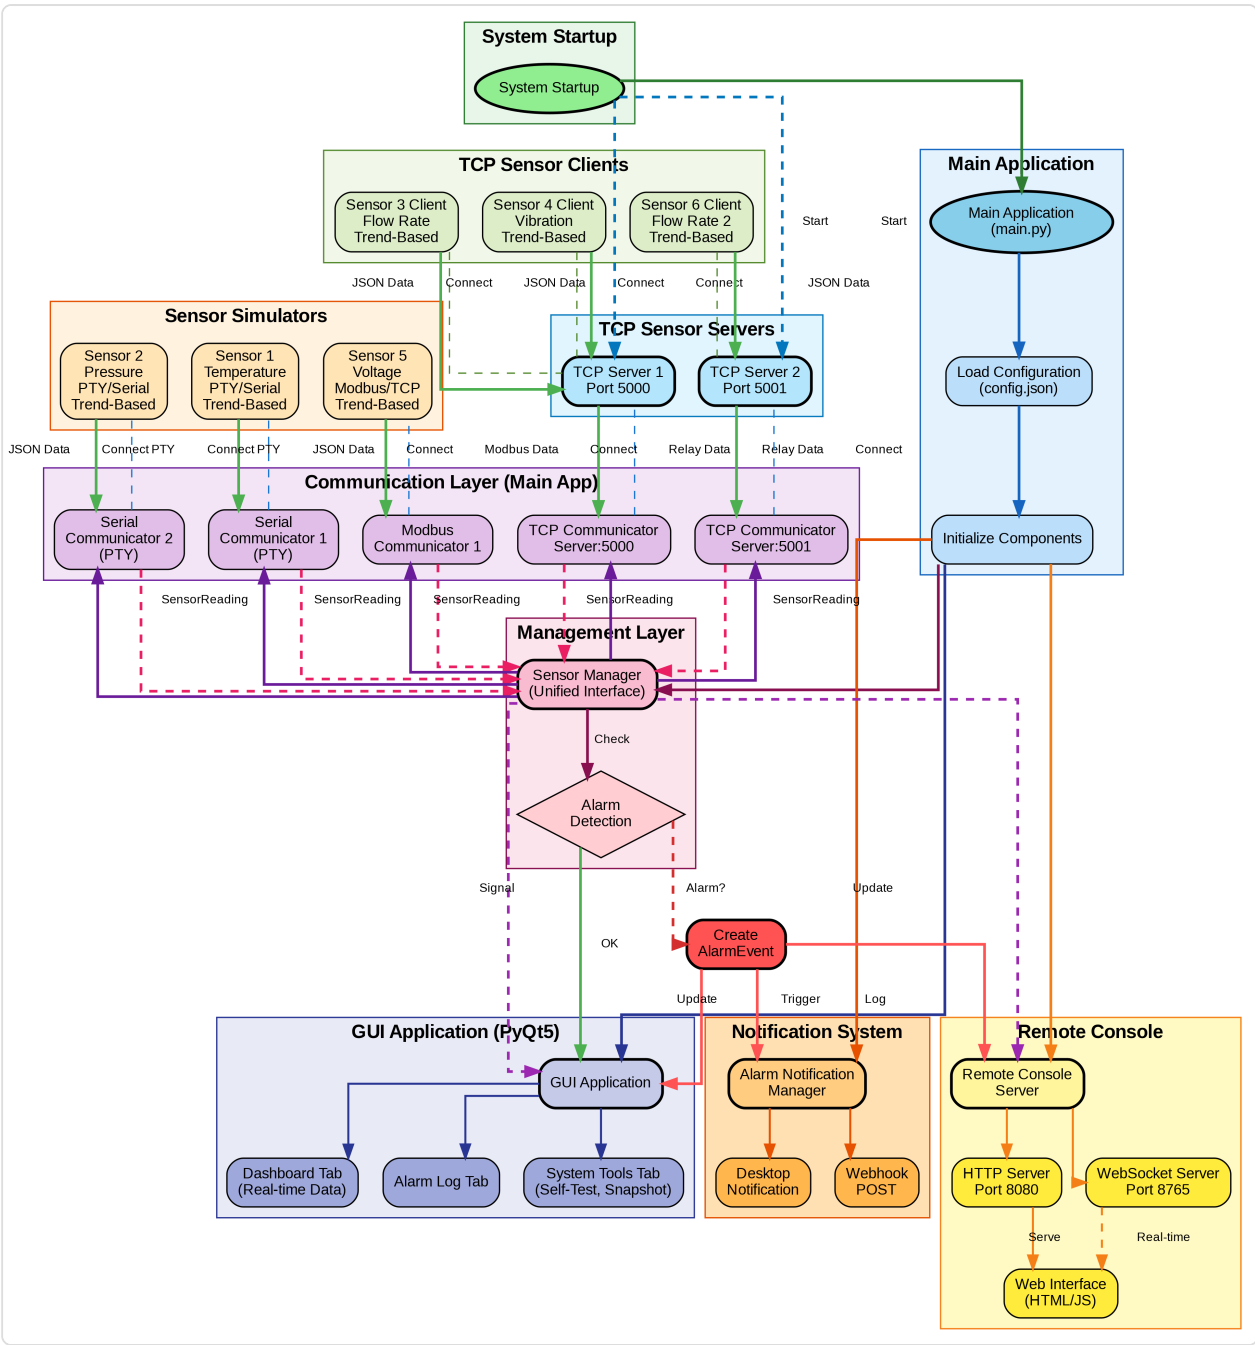 System Startup
System Startup
TCP Sensor Clients
Main Application
Sensor 3 Client
Flow Rate
Trend-Based
Sensor 4 Client
Vibration
Trend-Based
Sensor 6 Client
Flow Rate 2
Trend-Based
Start
Start
Main Application
(main.py)
JSON Data
Connect
JSON Data
Connect
Connect
JSON Data
Sensor Simulators
TCP Sensor Servers
Sensor 2
Pressure
PTY/Serial
Trend-Based
Sensor 1
Temperature
PTY/Serial
Trend-Based
Sensor 5
Voltage
Modbus/TCP
Trend-Based
TCP Server 1
Port 5000
TCP Server 2
Port 5001
Load Configuration
(config.json)
JSON Data
Connect PTY
Connect PTY
JSON Data
Connect
Modbus Data
Connect
Relay Data
Relay Data
Connect
Communication Layer (Main App)
Serial
Communicator 2
(PTY)
Serial
Communicator 1
(PTY)
Modbus
Communicator 1
TCP Communicator
Server:5000
TCP Communicator
Server:5001
Initialize Components
SensorReading
SensorReading
SensorReading
SensorReading
SensorReading
Management Layer
Sensor Manager
(Unified Interface)
Check
Alarm
Detection
Signal
Alarm?
Update
OK
Create
AlarmEvent
Update
Trigger
Log
GUI Application (PyQt5)
Notification System
Remote Console
GUI Application
Alarm Notification
Manager
Remote Console
Server
Dashboard Tab
(Real-time Data)
Alarm Log Tab
System Tools Tab
(Self-Test, Snapshot)
Desktop
Notification
Webhook
POST
HTTP Server
Port 8080
WebSocket Server
Port 8765
Serve
Real-time
Web Interface
(HTML/JS)